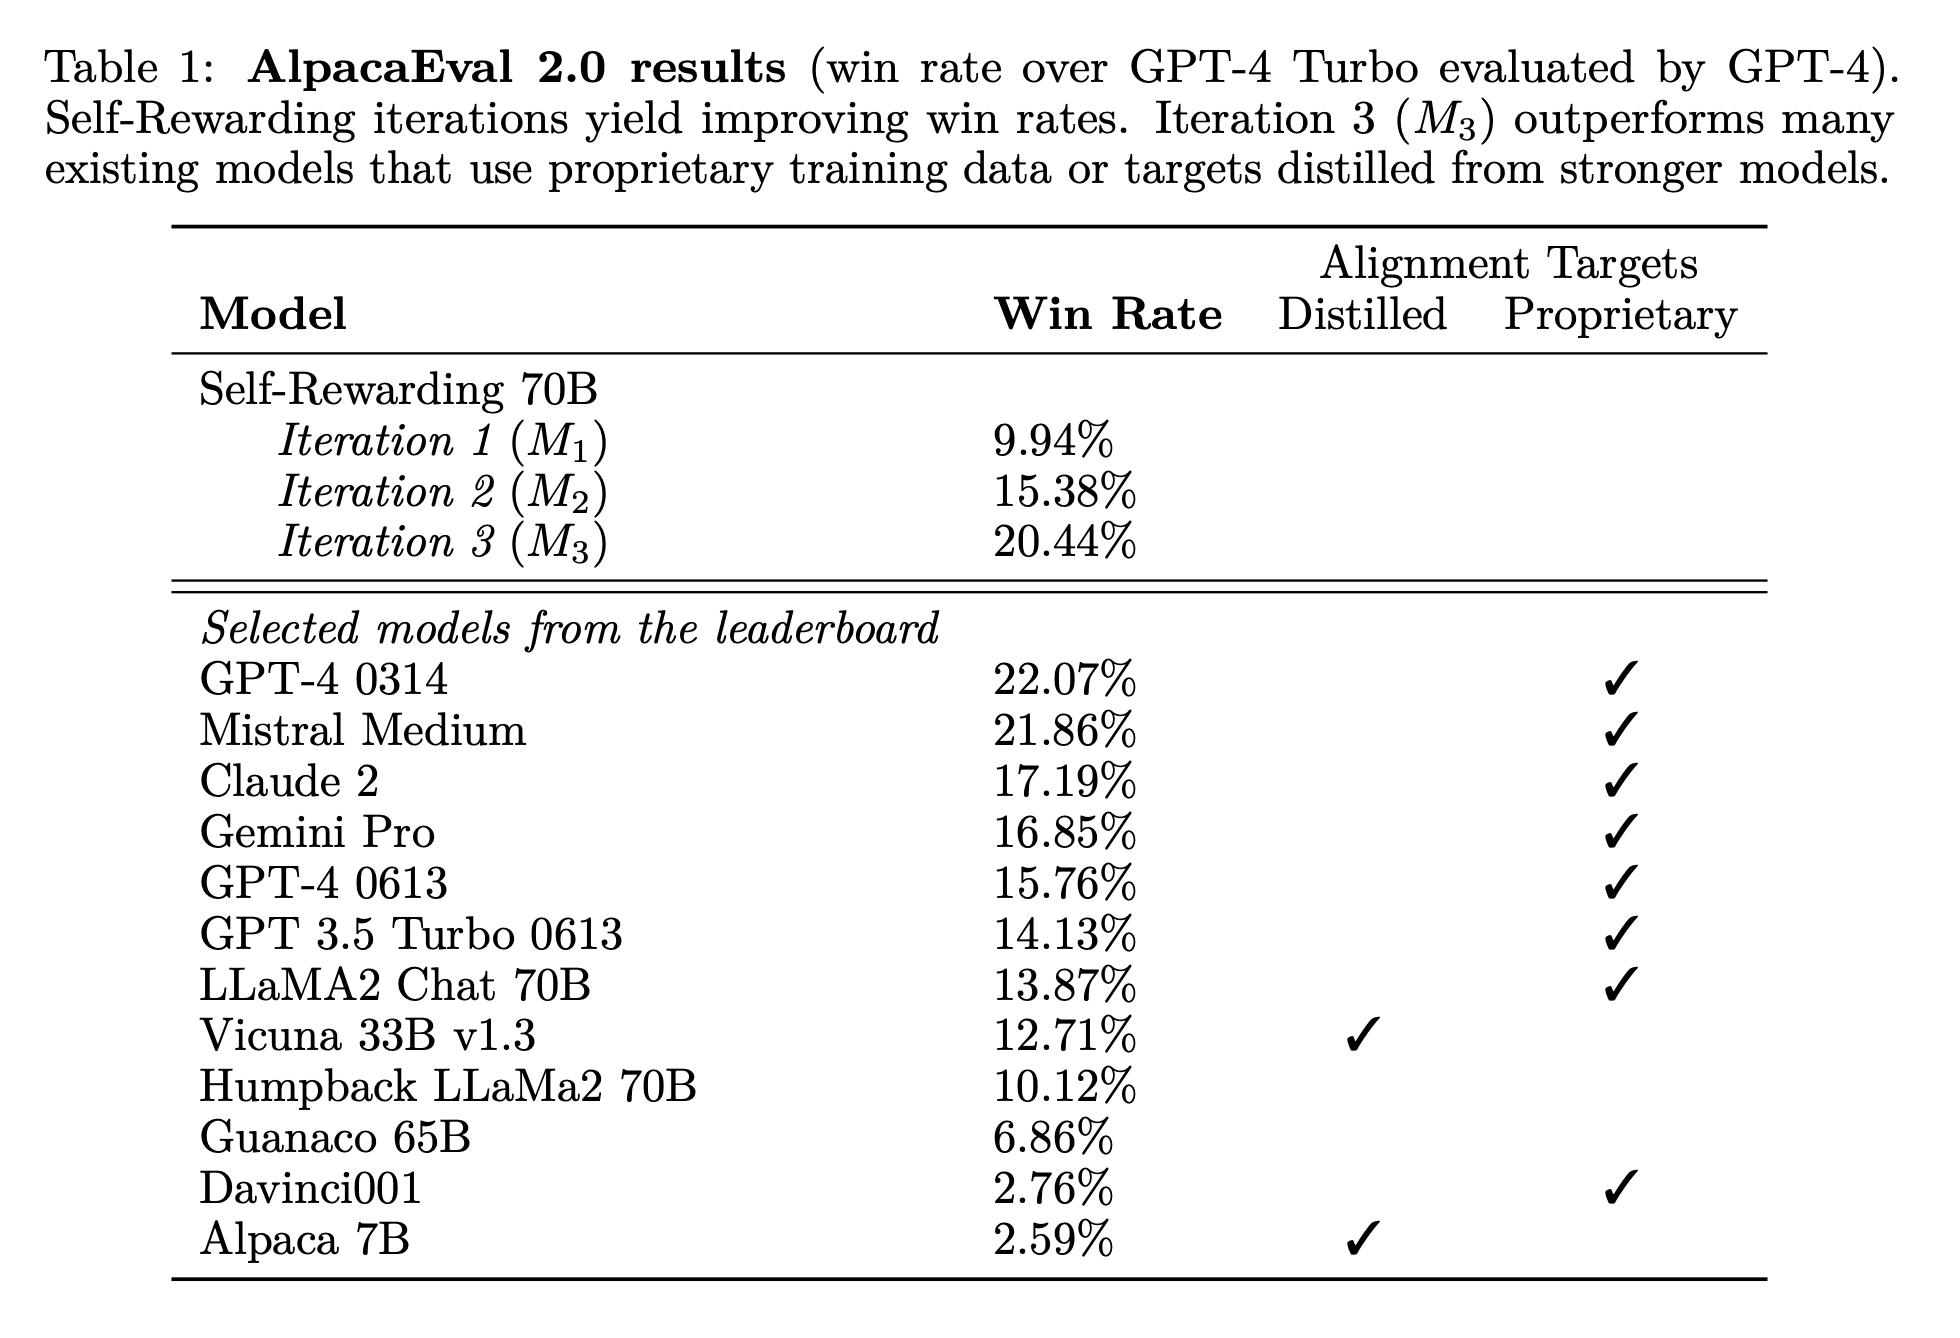 Table 1: AlpacaEval 2.0 results (win rate over GPT-4 Turbo evaluated by GPT-4).
Self-Rewarding iterations yield improving win rates. Iteration 3 (M₃) outperforms many
existing models that use proprietary training data or targets distilled from stronger models.
Alignment Targets
Model Win Rate Distilled Proprietary
Self-Rewarding 70B
Iteration 1 (M₁) 9.94%
Iteration 2 (M₂) 15.38%
Iteration 3 (M₃) 20.44%
Selected models from the leaderboard
GPT-4 0314 22.07% ✓
Mistral Medium 21.86% ✓
Claude 2 17.19% ✓
Gemini Pro 16.85% ✓
GPT-4 0613 15.76% ✓
GPT 3.5 Turbo 0613 14.13% ✓
LLaMA2 Chat 70B 13.87% ✓
Vicuna 33B v1.3 12.71% ✓
Humpback LLaMa2 70B 10.12%
Guanaco 65B 6.86%
Davinci001 2.76% ✓
Alpaca 7B 2.59% ✓